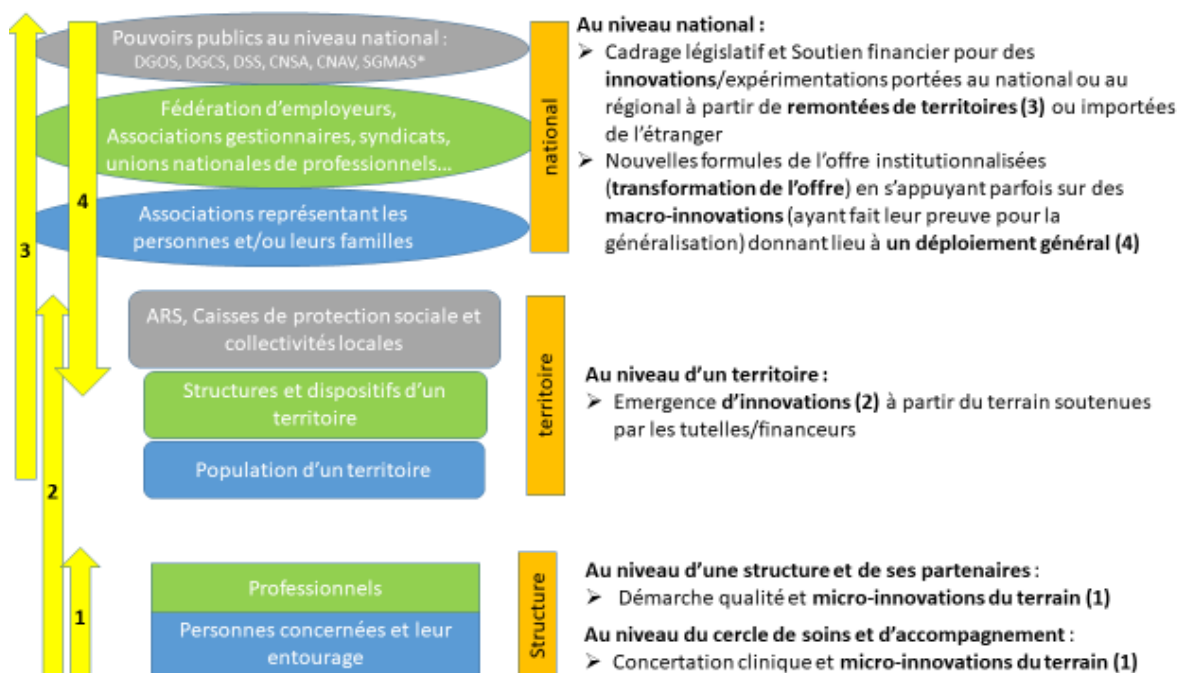 Pouvoirs publics au niveau national :
DGOS, DGCS, DSS, CNSA, CNAV, SGMAS*
Fédération d'employeurs,
Associations gestionnaires, syndicats,
unions nationales de professionnels...
Associations représentant les
personnes et/ou leurs familles
national
3
4
Au niveau national :
➢ Cadrage législatif et Soutien financier pour des
innovations/expérimentations portées au national ou au
régional à partir de remontées de territoires (3) ou importées
de l'étranger
➢ Nouvelles formules de l'offre institutionnalisées
(transformation de l'offre) en s'appuyant parfois sur des
macro-innovations (ayant fait leur preuve pour la
généralisation) donnant lieu à un déploiement général (4)
ARS, Caisses de protection sociale et
collectivités locales
Structures et dispositifs d'un
territoire
Population d'un territoire
territoire
2
Au niveau d'un territoire :
➢ Emergence d'innovations (2) à partir du terrain soutenues
par les tutelles/financeurs
Professionnels
Personnes concernées et leur
entourage
Structure
1
Au niveau d'une structure et de ses partenaires :
➢ Démarche qualité et micro-innovations du terrain (1)
Au niveau du cercle de soins et d'accompagnement :
➢ Concertation clinique et micro-innovations du terrain (1)